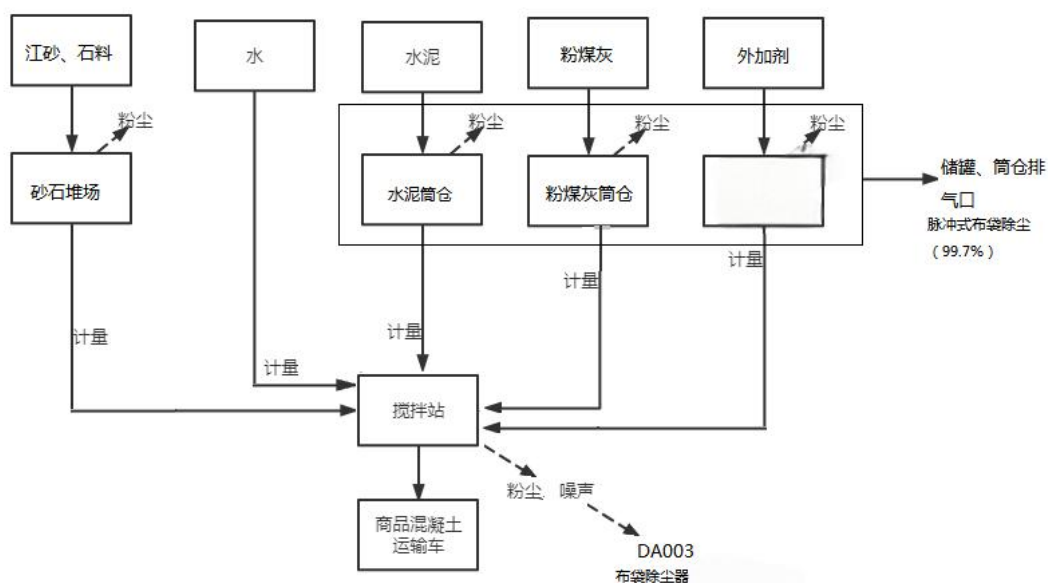 江砂、石料
水
水泥
粉煤灰
外加剂
粉尘
粉尘
粉尘
粉尘
砂石堆场
水泥筒仓
粉煤灰筒仓
储罐、筒仓排
气口
脉冲式布袋除尘
（99.7%）
计量
计量
计量
计量
计量
搅拌站
粉尘、噪声
商品混凝土
运输车
DA003
布袋除尘器